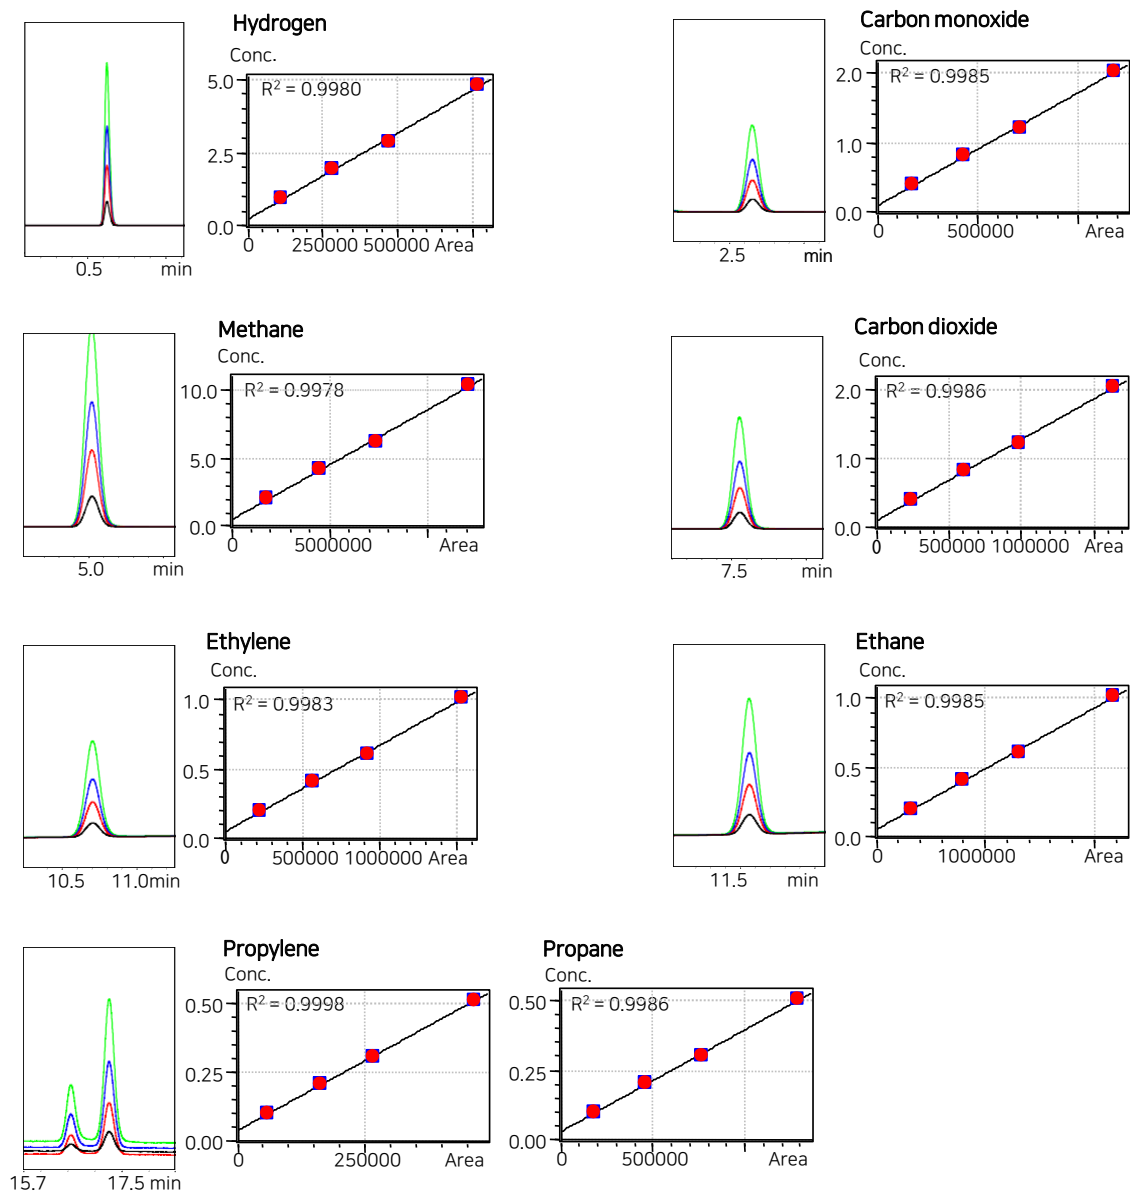 Hydrogen
Conc.
R² = 0.9980
5.0
2.5
0.0
0 250000 500000 Area
0.5 min
Carbon monoxide
Conc.
R² = 0.9985
2.0
1.0
0.0
0 500000 Area
2.5 min
Methane
Conc.
R² = 0.9978
10.0
5.0
0.0
0 5000000 Area
5.0 min
Carbon dioxide
Conc.
R² = 0.9986
2.0
1.0
0.0
0 500000 1000000 Area
7.5 min
Ethylene
Conc.
R² = 0.9983
1.0
0.5
0.0
0 500000 1000000 Area
10.5 11.0min
Ethane
Conc.
R² = 0.9985
1.0
0.5
0.0
0 1000000 Area
11.5 min
Propylene
Conc.
R² = 0.9998
0.50
0.25
0.00
0 250000 Area
15.7 17.5 min
Propane
Conc.
R² = 0.9986
0.50
0.25
0.00
0 500000 Area